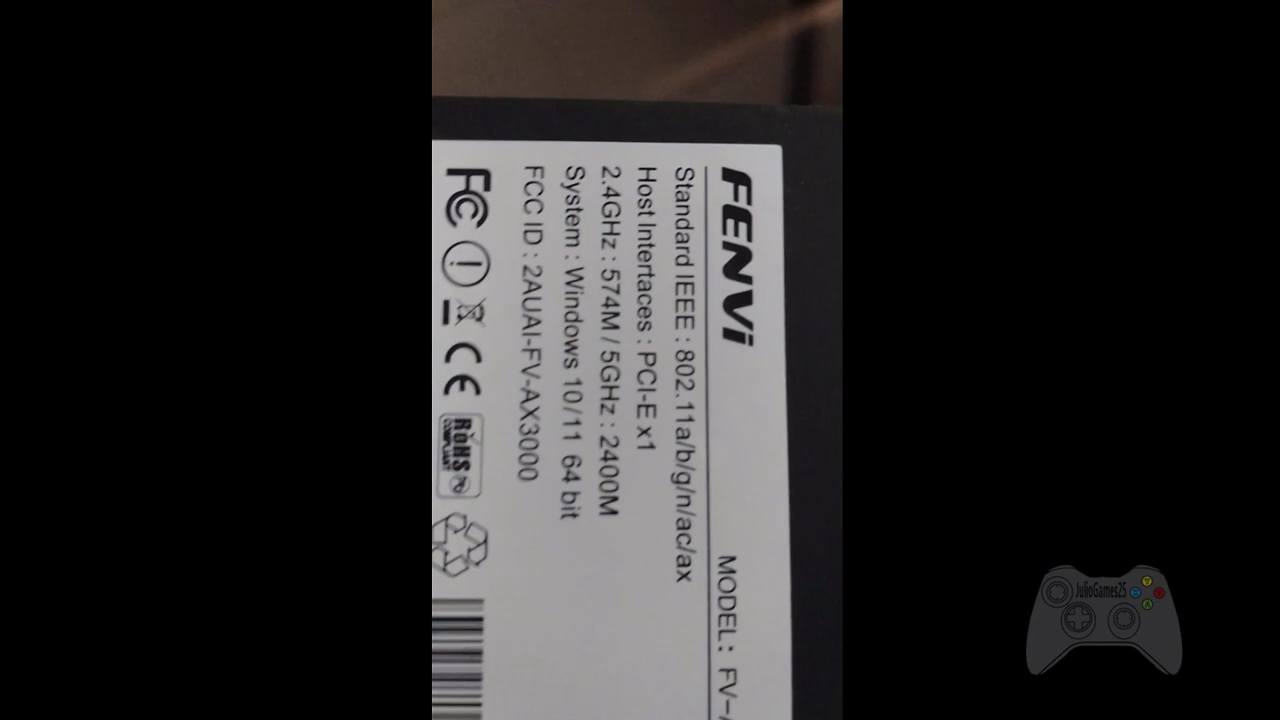 FENVi
MODEL: FV-
Standard IEEE : 802.11a/b/g/n/ac/ax
Host Intertaces : PCI-E x1
2.4GHz : 574M / 5GHz : 2400M
System : Windows 10/11 64 bit
FCC ID : 2AUAI-FV-AX3000
FC
CE
RoHS
COMPLIANT
JulioGames25